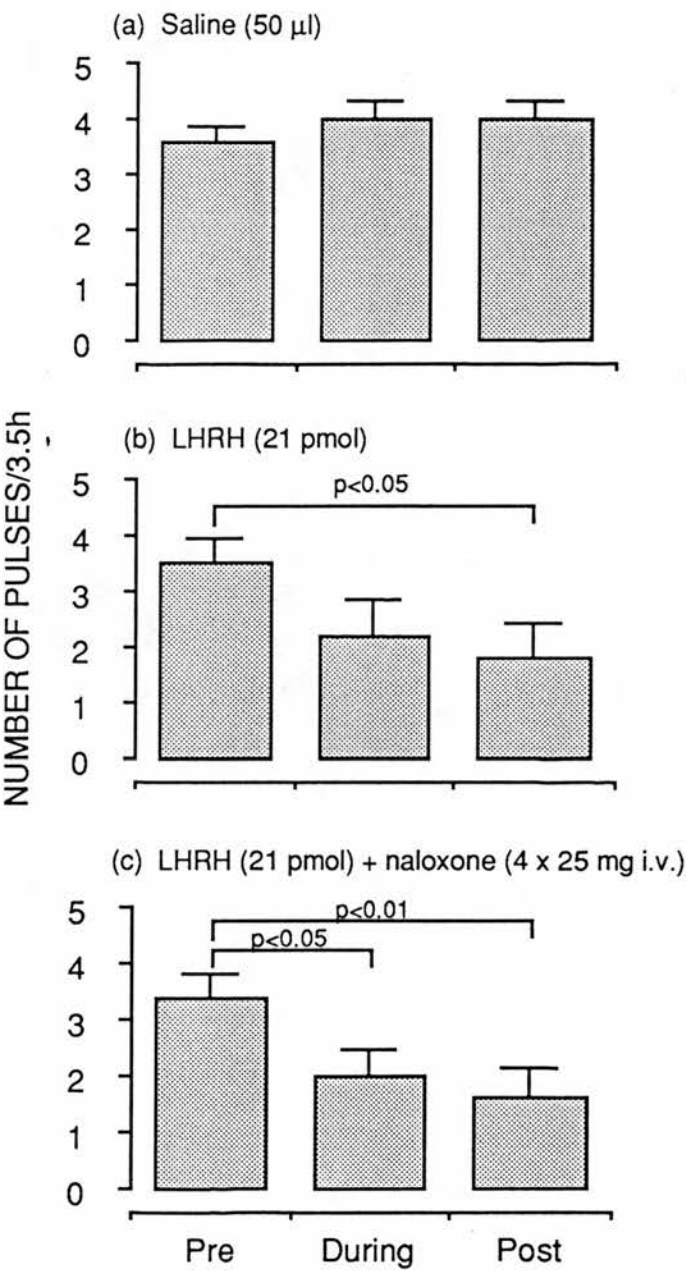 (a) Saline (50 µl)
5
4
3
2
1
0
NUMBER OF PULSES/3.5h
(b) LHRH (21 pmol)
5
4
3
2
1
0
p<0.05
(c) LHRH (21 pmol) + naloxone (4 x 25 mg i.v.)
5
4
3
2
1
0
p<0.01
p<0.05
Pre During Post